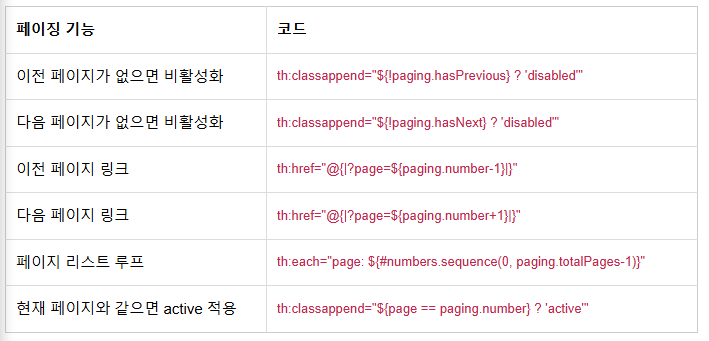 페이징 기능 코드
이전 페이지가 없으면 비활성화 th:classappend="${!paging.hasPrevious} ? 'disabled'"
다음 페이지가 없으면 비활성화 th:classappend="${!paging.hasNext} ? 'disabled'"
이전 페이지 링크 th:href="@{|?page=${paging.number-1}|}"
다음 페이지 링크 th:href="@{|?page=${paging.number+1}|}"
페이지 리스트 루프 th:each="page: ${#numbers.sequence(0, paging.totalPages-1)}"
현재 페이지와 같으면 active 적용 th:classappend="${page == paging.number} ? 'active'"